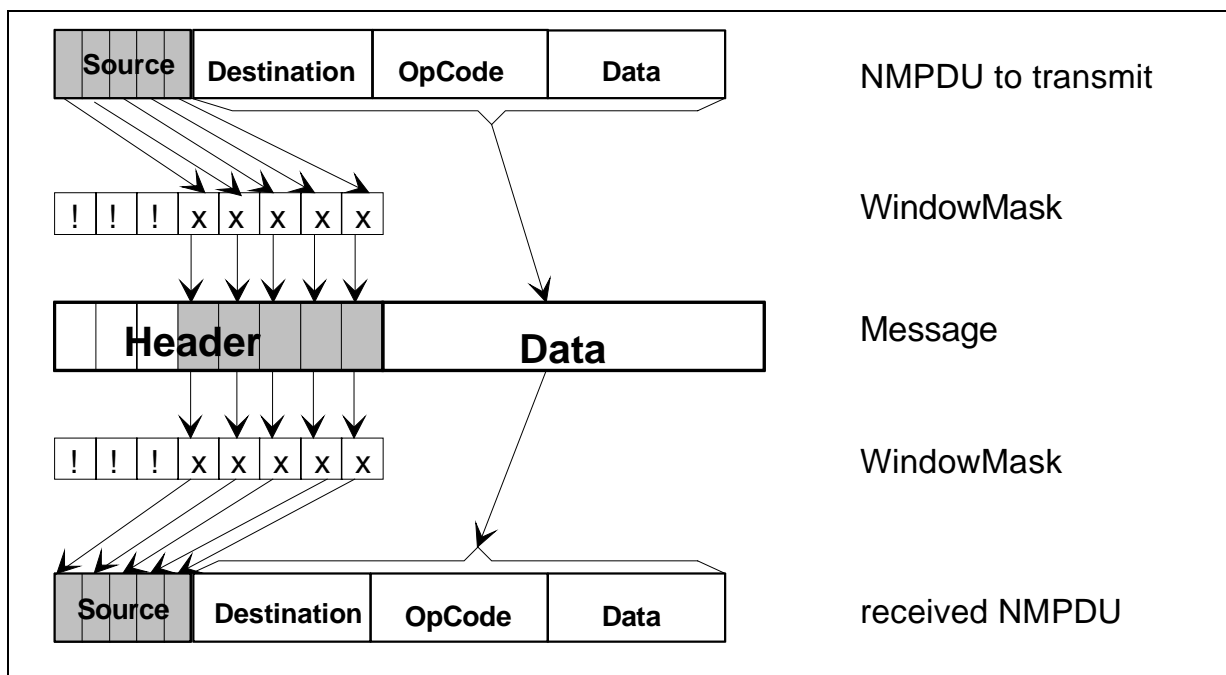 Source Destination OpCode Data NMPDU to transmit
! ! ! x x x x x WindowMask
Header Data Message
! ! ! x x x x x WindowMask
Source Destination OpCode Data received NMPDU